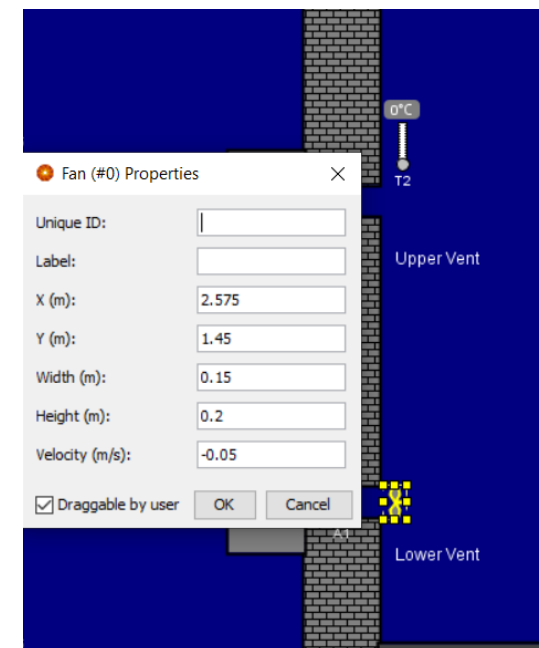 0°C
Fan (#0) Properties
T2
Unique ID:
Label:
Upper Vent
X (m):
2.575
Y (m):
1.45
Width (m):
0.15
Height (m):
0.2
Velocity (m/s):
-0.05
Draggable by user
OK
Cancel
A1
Lower Vent